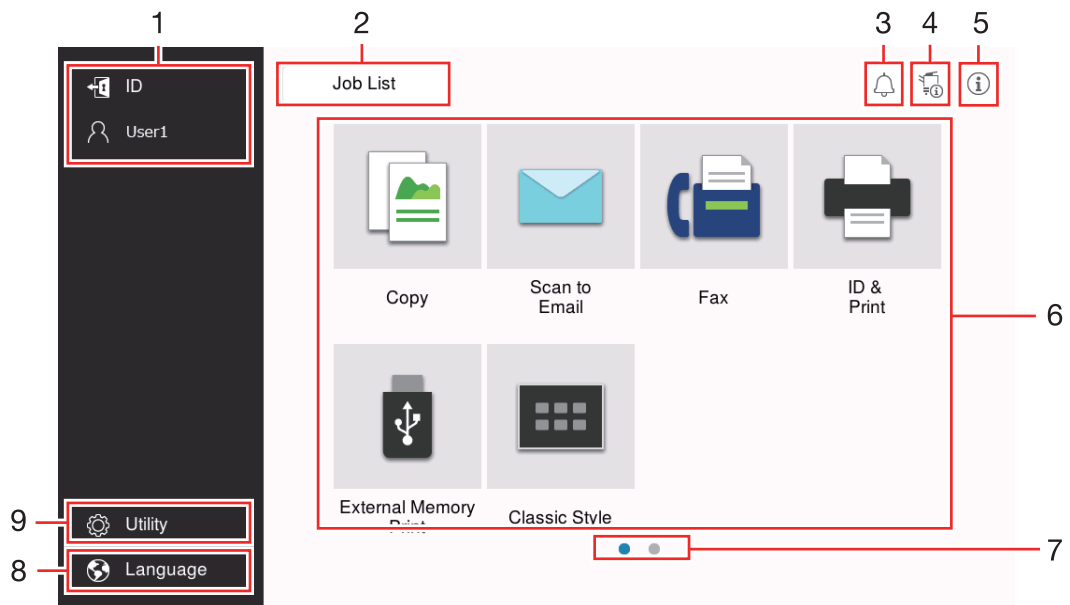 1
2
3
4
5
ID
User1
Job List
Copy
Scan to
Email
Fax
ID &
Print
6
External Memory
Print
Classic Style
7
9
Utility
8
Language